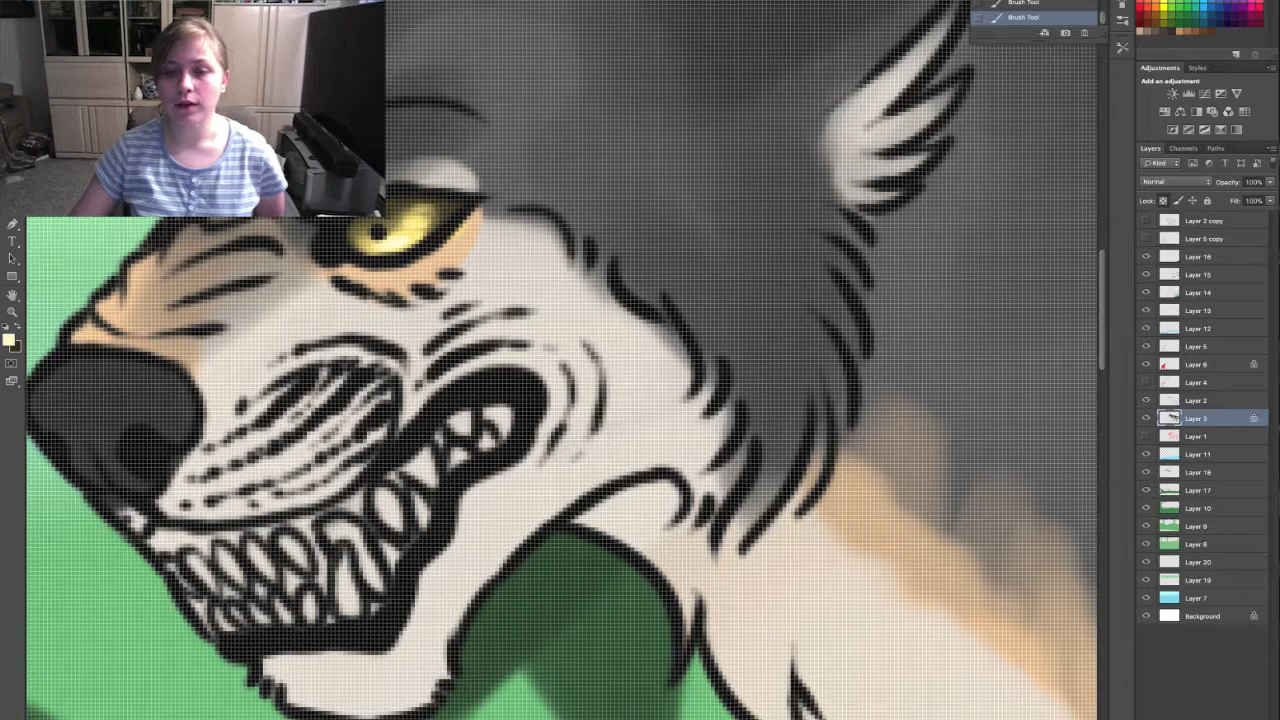 Brush Tool
Brush Tool
Adjustments Styles
Add an adjustment
Layers Channels Paths
Kind
Normal Opacity: 100%
Lock: Fill: 100%
Layer 2 copy
Layer 5 copy
Layer 16
Layer 15
Layer 14
Layer 13
Layer 12
Layer 5
Layer 6
Layer 4
Layer 2
Layer 3
Layer 1
Layer 11
Layer 18
Layer 17
Layer 10
Layer 9
Layer 8
Layer 20
Layer 19
Layer 7
Background